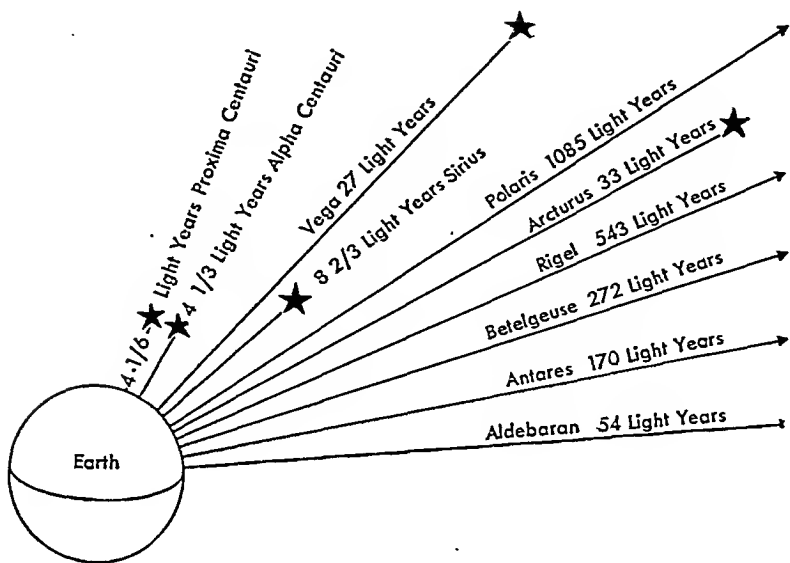 4-1/6 - Light Years Proxima Centauri
4 1/3 Light Years Alpha Centauri
Vega 27 Light Years
8 2/3 Light Years Sirius
Polaris 1085 Light Years
Arcturus 33 Light Years
Rigel 543 Light Years
Betelgeuse 272 Light Years
Antares 170 Light Years
Aldebaran 54 Light Years
Earth